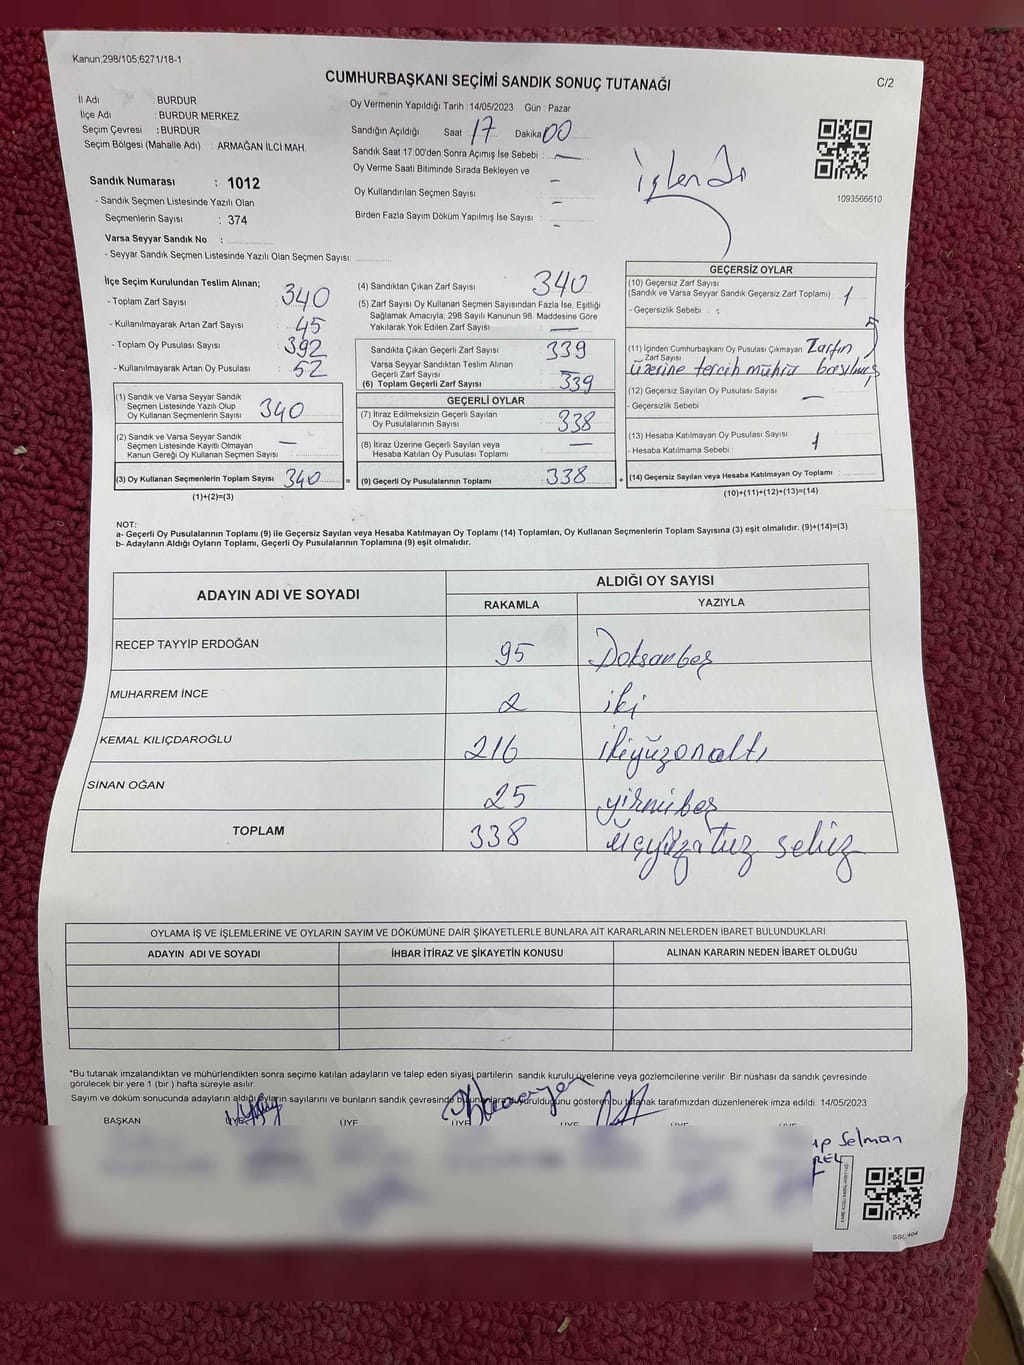 Kanun:298/105,6271/18-1
CUMHURBAŞKANI SEÇİMİ SANDIK SONUÇ TUTANAĞI
C/2
İl Adı : BURDUR
İlçe Adı : BURDUR MERKEZ
Seçim Çevresi : BURDUR
Seçim Bölgesi (Mahalle Adı) : ARMAĞAN İLCİ MAH.
Oy Vermenin Yapıldığı Tarih :14/05/2023 Gün : Pazar
Sandığın Açıldığı Saat : 17 Dakika 00
Sandık Saat 17:00'den Sonra Açımış İse Sebebi : —
Oy Verme Saati Bitiminde Sırada Bekleyen ve
Oy Kullandırılan Seçmen Sayısı : —
Birden Fazla Sayım Döküm Yapılmış İse Sayısı : —
İşlendi
1093566610
Sandık Numarası : 1012
- Sandık Seçmen Listesinde Yazılı Olan
Seçmenlerin Sayısı : 374
Varsa Seyyar Sandık No :
- Seyyar Sandık Seçmen Listesinde Yazılı Olan Seçmen Sayısı:
İlçe Seçim Kurulundan Teslim Alınan;
- Toplam Zarf Sayısı : 340
- Kullanılmayarak Artan Zarf Sayısı : 45
- Toplam Oy Pusulası Sayısı : 392
- Kullanılmayarak Artan Oy Pusulası : 52
(1) Sandık ve Varsa Seyyar Sandık
Seçmen Listesinde Yazılı Olup
Oy Kullanan Seçmenlerin Sayısı : 340
(2) Sandık ve Varsa Seyyar Sandık
Seçmen Listesinde Kayıtlı Olmayan
Kanun Gereği Oy Kullanan Seçmen Sayısı : —
(3) Oy Kullanan Seçmenlerin Toplam Sayısı : 340
(1)+(2)=(3)
(4) Sandıktan Çıkan Zarf Sayısı : 340
(5) Zarf Sayısı Oy Kullanan Seçmen Sayısından Fazla İse, Eşitliği
Sağlamak Amacıyla; 298 Sayılı Kanunun 98. Maddesine Göre
Yakılarak Yok Edilen Zarf Sayısı : —
Sandıkta Çıkan Geçerli Zarf Sayısı : 339
Varsa Seyyar Sandıktan Teslim Alınan
Geçerli Zarf Sayısı : —
(6) Toplam Geçerli Zarf Sayısı : 339
GEÇERLİ OYLAR
(7) İtiraz Edilmeksizin Geçerli Sayılan
Oy Pusulalarının Sayısı : 338
(8) İtiraz Üzerine Geçerli Sayılan veya
Hesaba Katılan Oy Pusulası Toplamı : —
(9) Geçerli Oy Pusulalarının Toplamı : 338
=
+
GEÇERSİZ OYLAR
(10) Geçersiz Zarf Sayısı
(Sandık ve Varsa Seyyar Sandık Geçersiz Zarf Toplamı) : 1
- Geçersizlik Sebebi :
(11) İçinden Cumhurbaşkanı Oy Pusulası Çıkmayan Zarfın
Zarf Sayısı
üzerine tercih mührü basılmış
(12) Geçersiz Sayılan Oy Pusulası Sayısı : —
- Geçersizlik Sebebi :
(13) Hesaba Katılmayan Oy Pusulası Sayısı : 1
- Hesaba Katılmama Sebebi :
(14) Geçersiz Sayılan veya Hesaba Katılmayan Oy Toplamı :
(10)+(11)+(12)+(13)=(14)
NOT:
a- Geçerli Oy Pusulalarının Toplamı (9) ile Geçersiz Sayılan veya Hesaba Katılmayan Oy Toplamı (14) Toplamları, Oy Kullanan Seçmenlerin Toplam Sayısına (3) eşit olmalıdır. (9)+(14)=(3)
b- Adayların Aldığı Oyların Toplamı, Geçerli Oy Pusulalarının Toplamına (9) eşit olmalıdır.
ADAYIN ADI VE SOYADI
ALDIĞI OY SAYISI
RAKAMLA YAZIYLA
RECEP TAYYİP ERDOĞAN 95 Doksanbeş
MUHARREM İNCE 2 iki
KEMAL KILIÇDAROĞLU 216 ikiyüzonaltı
SİNAN OĞAN 25 yirmibeş
TOPLAM 338 üçyüzotuz sekiz
OYLAMA İŞ VE İŞLEMLERİNE VE OYLARIN SAYIM VE DÖKÜMÜNE DAİR ŞİKAYETLERLE BUNLARA AİT KARARLARIN NELERDEN İBARET BULUNDUKLARI
ADAYIN ADI VE SOYADI İHBAR İTİRAZ VE ŞİKAYETİN KONUSU ALINAN KARARIN NEDEN İBARET OLDUĞU
*Bu tutanak imzalandıktan ve mühürlendikten sonra seçime katılan adayların ve talep eden siyasi partilerin sandık kurulu üyelerine veya gözlemcilerine verilir. Bir nüshası da sandık çevresinde
görülecek bir yere 1 (bir ) hafta süreyle asılır.
Sayım ve döküm sonucunda adayların aldığı oyların sayılarını ve bunların sandık çevresinde duyurulduğunu gösteren bu tutanak tarafımızdan düzenlenerek imza edildi. 14/05/2023
BAŞKAN ÜYE ÜYE ÜYE ÜYE ÜYE
Selman
SSL404